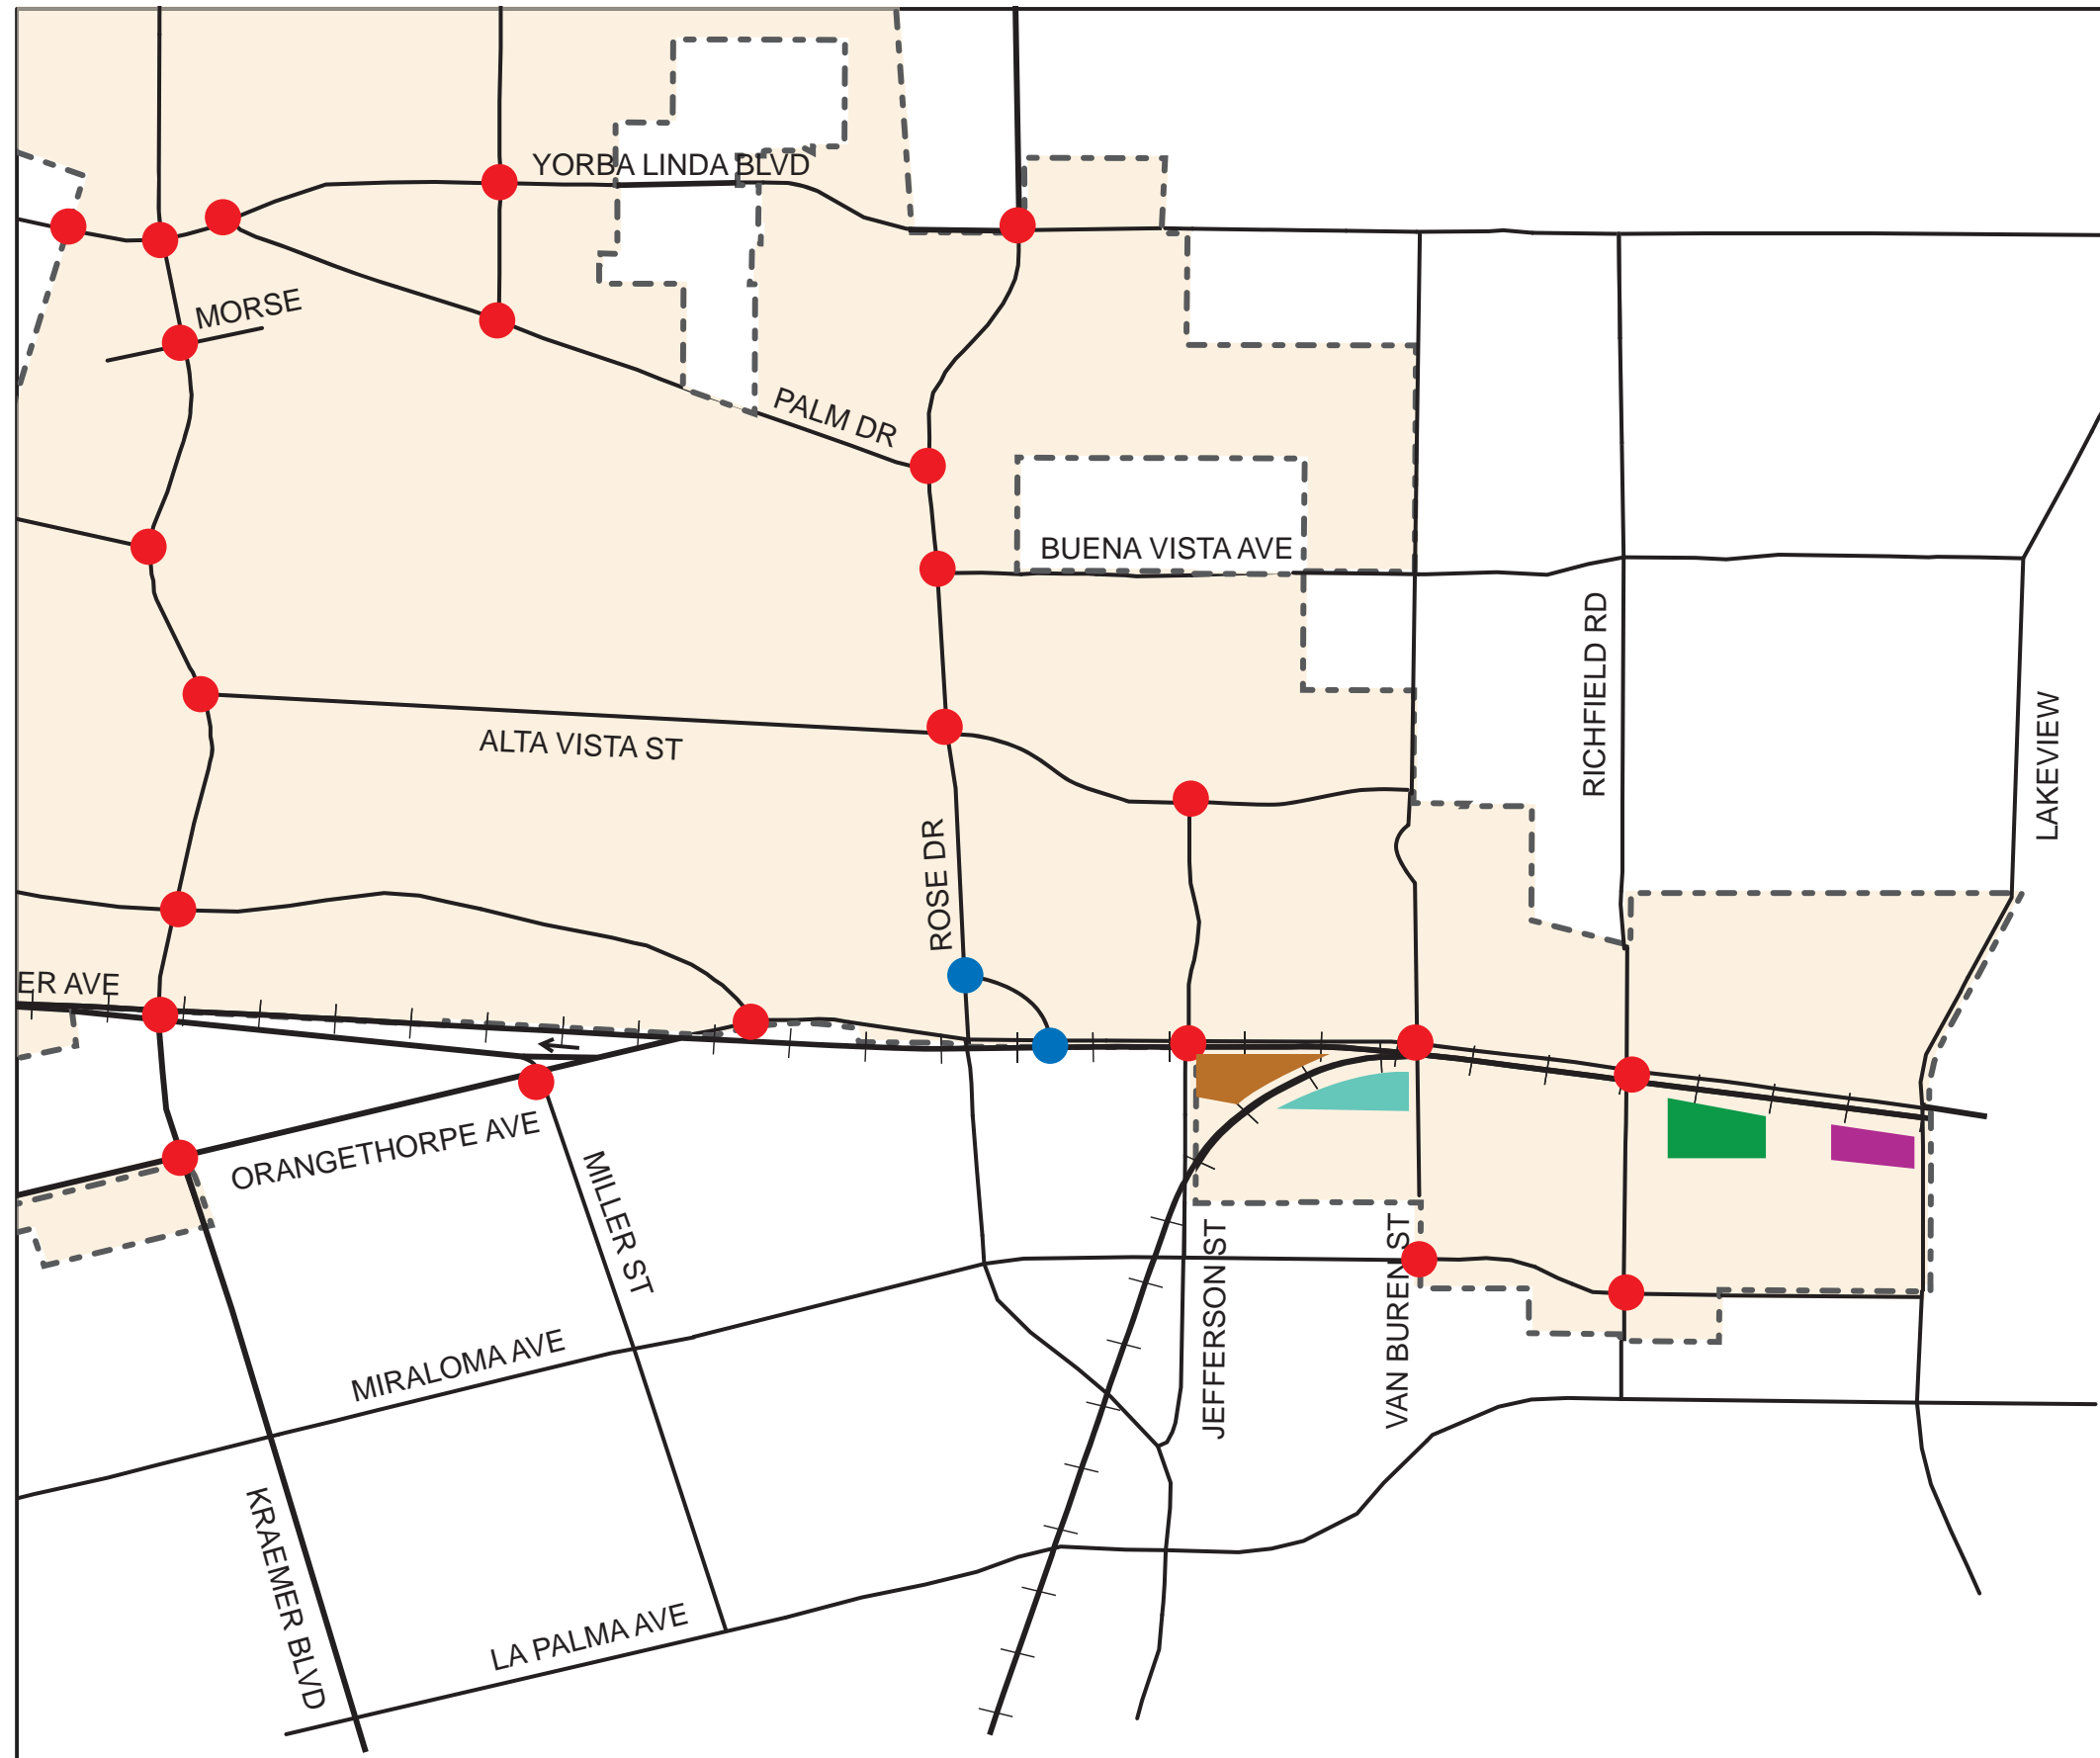 YORBA LINDA BLVD
MORSE
PALM DR
BUENA VISTA AVE
RICHFIELD RD
LAKEVIEW
ALTA VISTA ST
ROSE DR
ER AVE
ORANGETHORPE AVE
MILLER ST
JEFFERSON ST
VAN BUREN ST
MIRALOMA AVE
KRAEMER BLVD
LA PALMA AVE